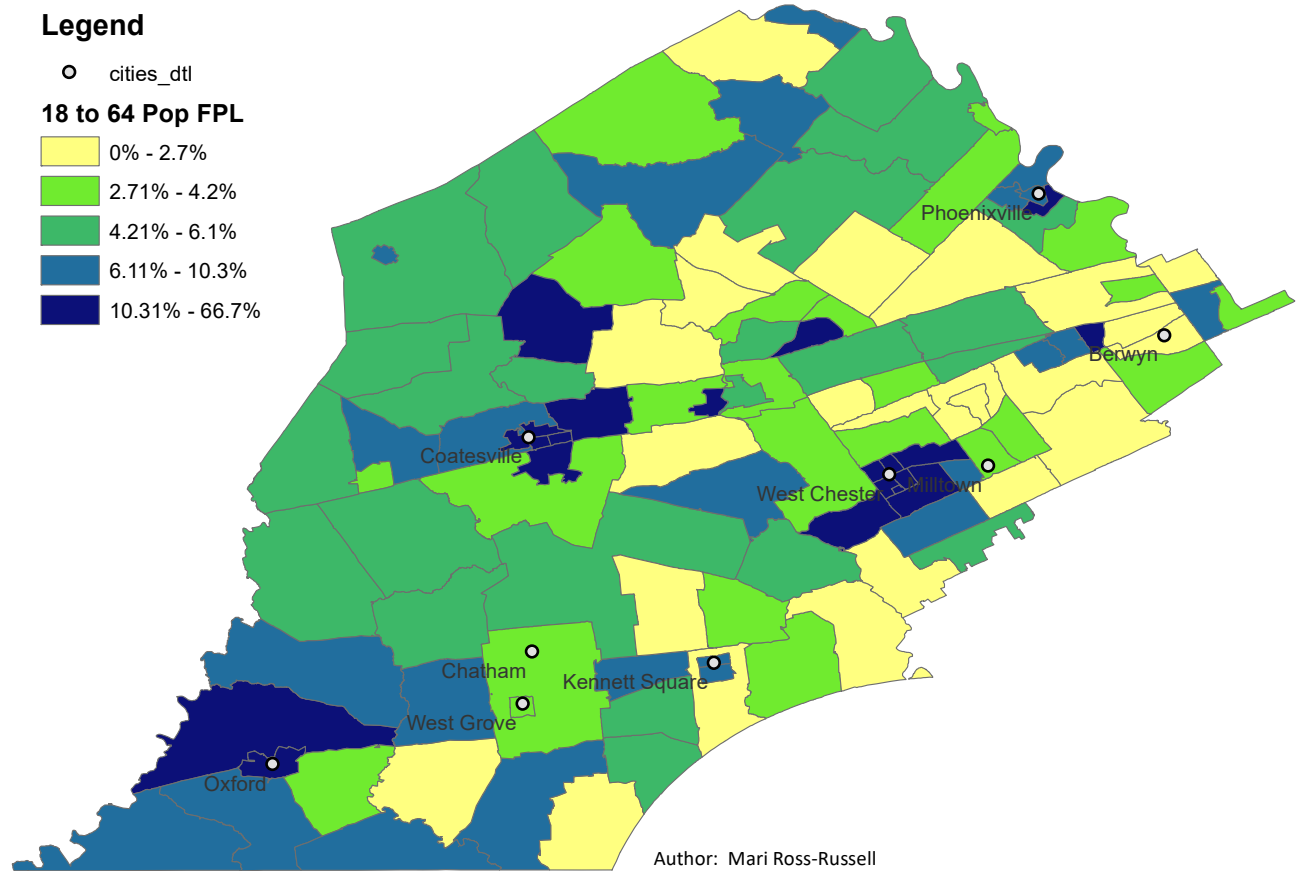 Legend
cities_dtl
18 to 64 Pop FPL
0% - 2.7%
2.71% - 4.2%
4.21% - 6.1%
6.11% - 10.3%
10.31% - 66.7%
Phoenixville
Berwyn
Coatesville
West Chester
Milltown
Chatham
Kennett Square
West Grove
Oxford
Author:  Mari Ross-Russell